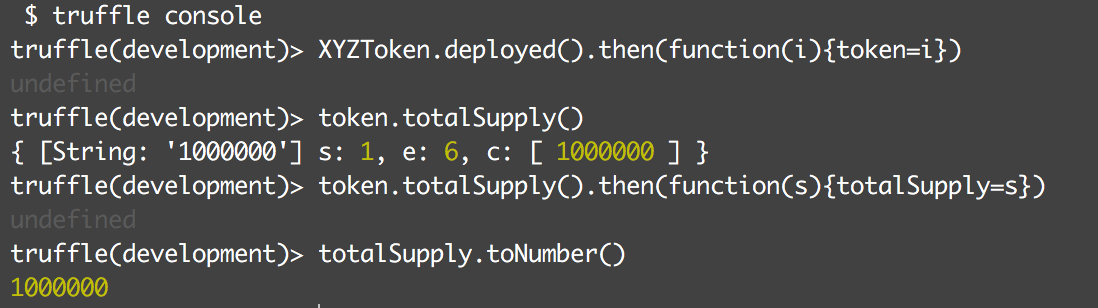 $ truffle console
truffle(development)> XYZToken.deployed().then(function(i){token=i})
undefined
truffle(development)> token.totalSupply()
{ [String: '1000000'] s: 1, e: 6, c: [ 1000000 ] }
truffle(development)> token.totalSupply().then(function(s){totalSupply=s})
undefined
truffle(development)> totalSupply.toNumber()
1000000